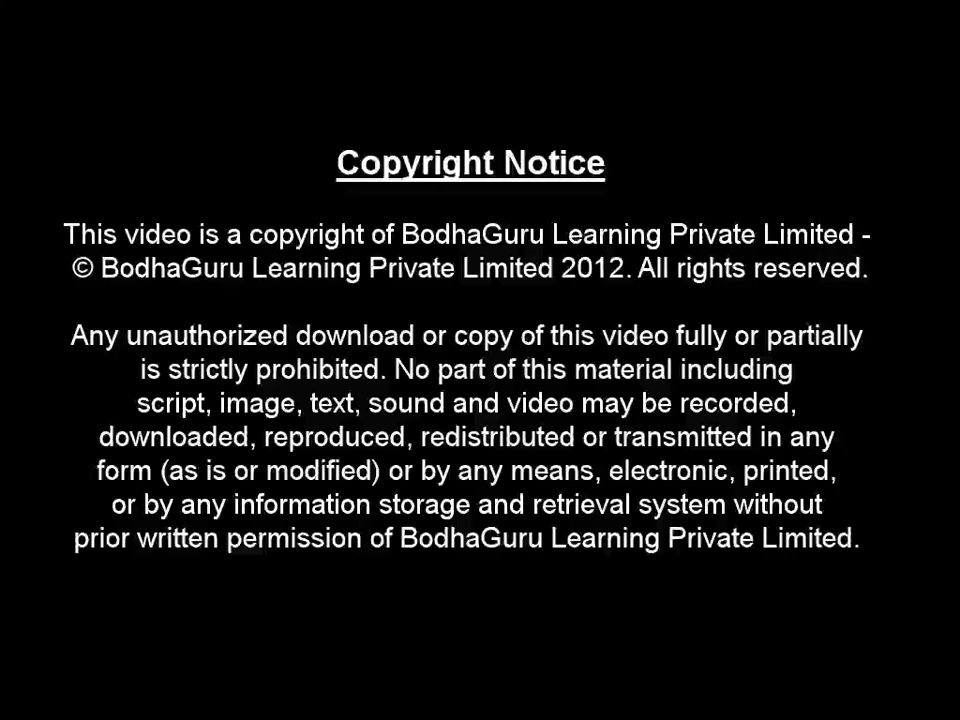 Copyright Notice
This video is a copyright of BodhaGuru Learning Private Limited -
© BodhaGuru Learning Private Limited 2012. All rights reserved.
Any unauthorized download or copy of this video fully or partially
is strictly prohibited. No part of this material including
script, image, text, sound and video may be recorded,
downloaded, reproduced, redistributed or transmitted in any
form (as is or modified) or by any means, electronic, printed,
or by any information storage and retrieval system without
prior written permission of BodhaGuru Learning Private Limited.